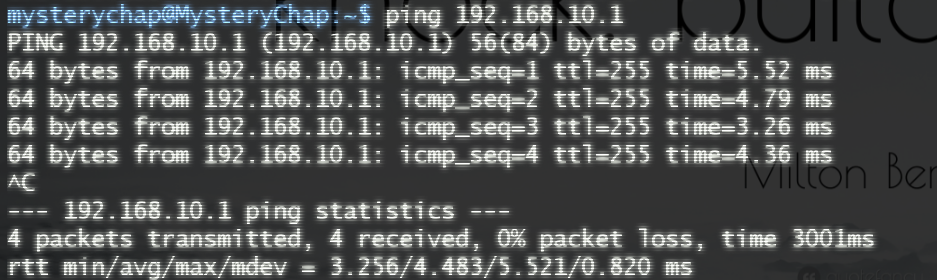 mysterychap@MysteryChap:~$ ping 192.168.10.1
PING 192.168.10.1 (192.168.10.1) 56(84) bytes of data.
64 bytes from 192.168.10.1: icmp_seq=1 ttl=255 time=5.52 ms
64 bytes from 192.168.10.1: icmp_seq=2 ttl=255 time=4.79 ms
64 bytes from 192.168.10.1: icmp_seq=3 ttl=255 time=3.26 ms
64 bytes from 192.168.10.1: icmp_seq=4 ttl=255 time=4.36 ms
^C
Milton Ber
--- 192.168.10.1 ping statistics ---
4 packets transmitted, 4 received, 0% packet loss, time 3001ms
rtt min/avg/max/mdev = 3.256/4.483/5.521/0.820 ms